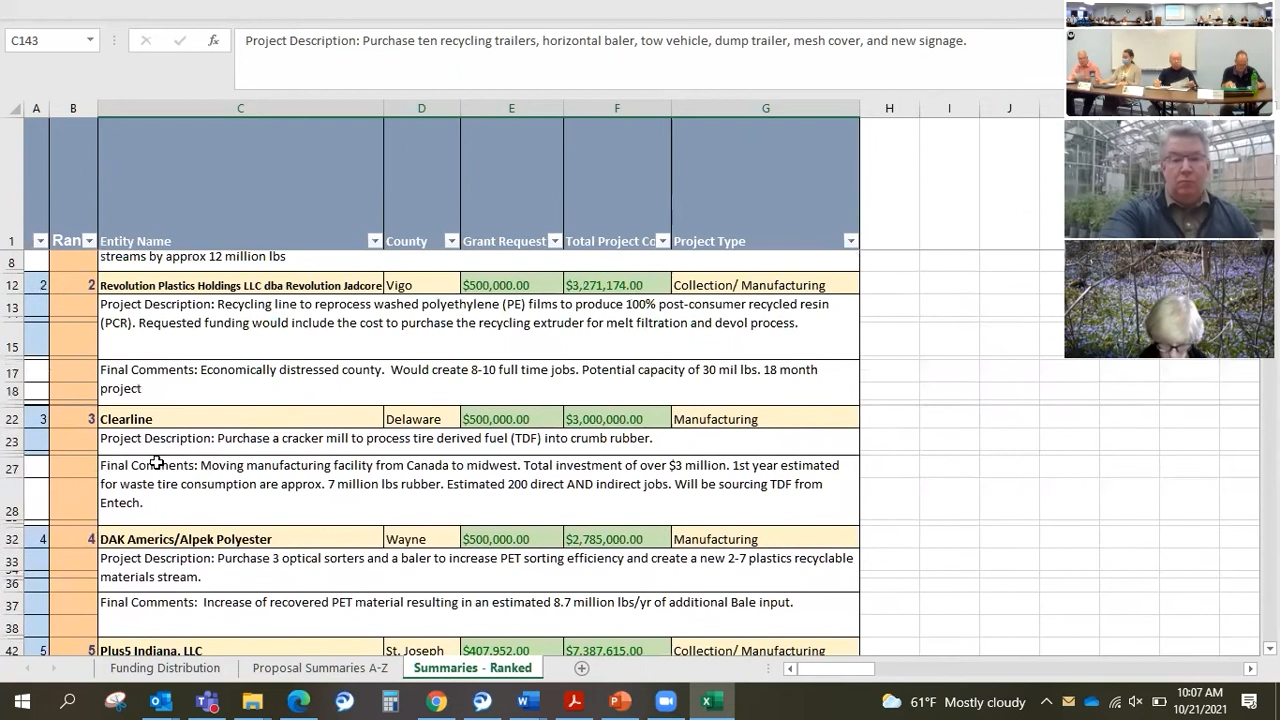 C143
fx
Project Description: Purchase ten recycling trailers, horizontal baler, tow vehicle, dump trailer, mesh cover, and new signage.
A B C D E F G H I J
1 Ran Entity Name County Grant Request Total Project Co Project Type
8 streams by approx 12 million lbs
12 2 2 Revolution Plastics Holdings LLC dba Revolution Jadcore Vigo $500,000.00 $3,271,174.00 Collection/ Manufacturing
13 Project Description: Recycling line to reprocess washed polyethylene (PE) films to produce 100% post-consumer recycled resin
(PCR). Requested funding would include the cost to purchase the recycling extruder for melt filtration and devol process.
15
17 Final Comments: Economically distressed county. Would create 8-10 full time jobs. Potential capacity of 30 mil lbs. 18 month
18 project
22 3 3 Clearline Delaware $500,000.00 $3,000,000.00 Manufacturing
23 Project Description: Purchase a cracker mill to process tire derived fuel (TDF) into crumb rubber.
27 Final Comments: Moving manufacturing facility from Canada to midwest. Total investment of over $3 million. 1st year estimated
for waste tire consumption are approx. 7 million lbs rubber. Estimated 200 direct AND indirect jobs. Will be sourcing TDF from
28 Entech.
32 4 4 DAK Americs/Alpek Polyester Wayne $500,000.00 $2,785,000.00 Manufacturing
33 Project Description: Purchase 3 optical sorters and a baler to increase PET sorting efficiency and create a new 2-7 plastics recyclable
materials stream.
36
37 Final Comments: Increase of recovered PET material resulting in an estimated 8.7 million lbs/yr of additional Bale input.
38
42 5 5 Plus5 Indiana, LLC St. Joseph $407,952.00 $7,387,615.00 Collection/ Manufacturing
Funding Distribution Proposal Summaries A-Z Summaries - Ranked
61°F Mostly cloudy
10:07 AM
10/21/2021